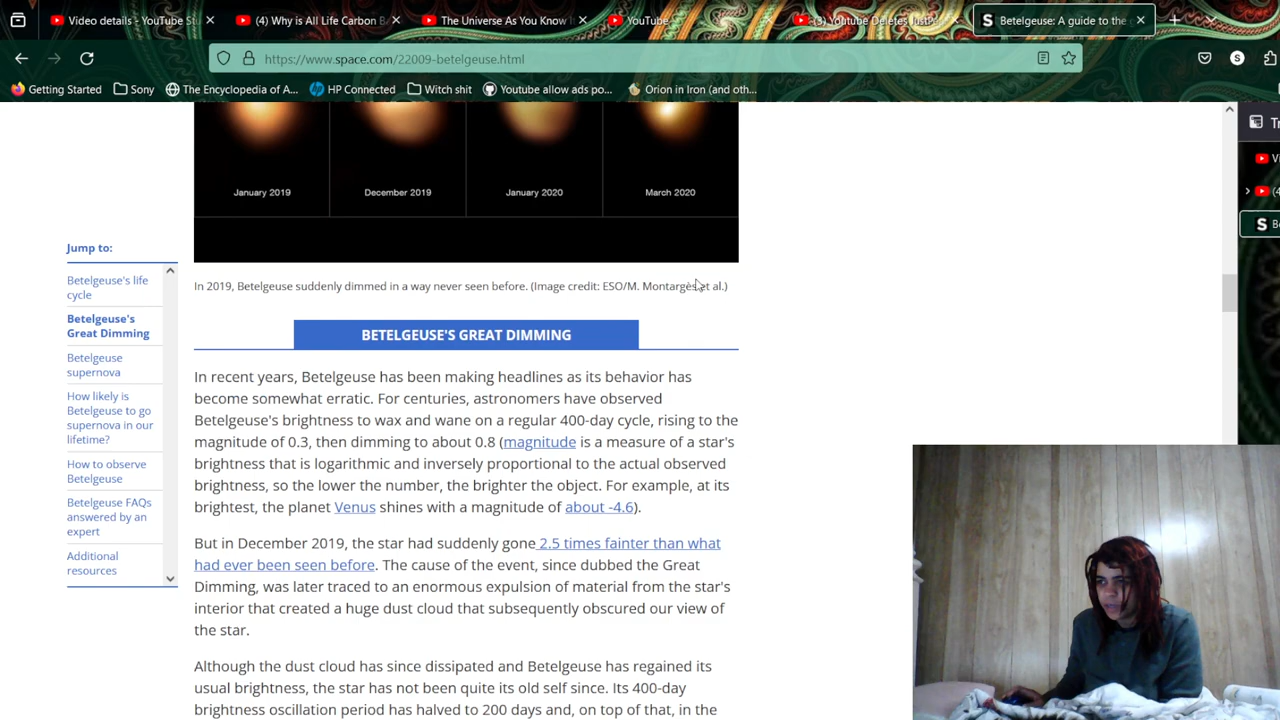 Video details - YouTube St
(4) Why is All Life Carbon B
The Universe As You Know I
YouTube
(3) Youtube Deletes JustPe
Betelgeuse: A guide to the
https://www.space.com/22009-betelgeuse.html
Getting Started
Sony
The Encyclopedia of A...
HP Connected
Witch shit
Youtube allow ads po...
Orion in Iron (and oth...
January 2019
December 2019
January 2020
March 2020
In 2019, Betelgeuse suddenly dimmed in a way never seen before. (Image credit: ESO/M. Montargès et al.)
Jump to:
Betelgeuse's life
cycle
Betelgeuse's
Great Dimming
Betelgeuse
supernova
How likely is
Betelgeuse to go
supernova in our
lifetime?
How to observe
Betelgeuse
Betelgeuse FAQs
answered by an
expert
Additional
resources
BETELGEUSE'S GREAT DIMMING
In recent years, Betelgeuse has been making headlines as its behavior has
become somewhat erratic. For centuries, astronomers have observed
Betelgeuse's brightness to wax and wane on a regular 400-day cycle, rising to the
magnitude of 0.3, then dimming to about 0.8 (magnitude is a measure of a star's
brightness that is logarithmic and inversely proportional to the actual observed
brightness, so the lower the number, the brighter the object. For example, at its
brightest, the planet Venus shines with a magnitude of about -4.6).
But in December 2019, the star had suddenly gone 2.5 times fainter than what
had ever been seen before. The cause of the event, since dubbed the Great
Dimming, was later traced to an enormous expulsion of material from the star's
interior that created a huge dust cloud that subsequently obscured our view of
the star.
Although the dust cloud has since dissipated and Betelgeuse has regained its
usual brightness, the star has not been quite its old self since. Its 400-day
brightness oscillation period has halved to 200 days and, on top of that, in the